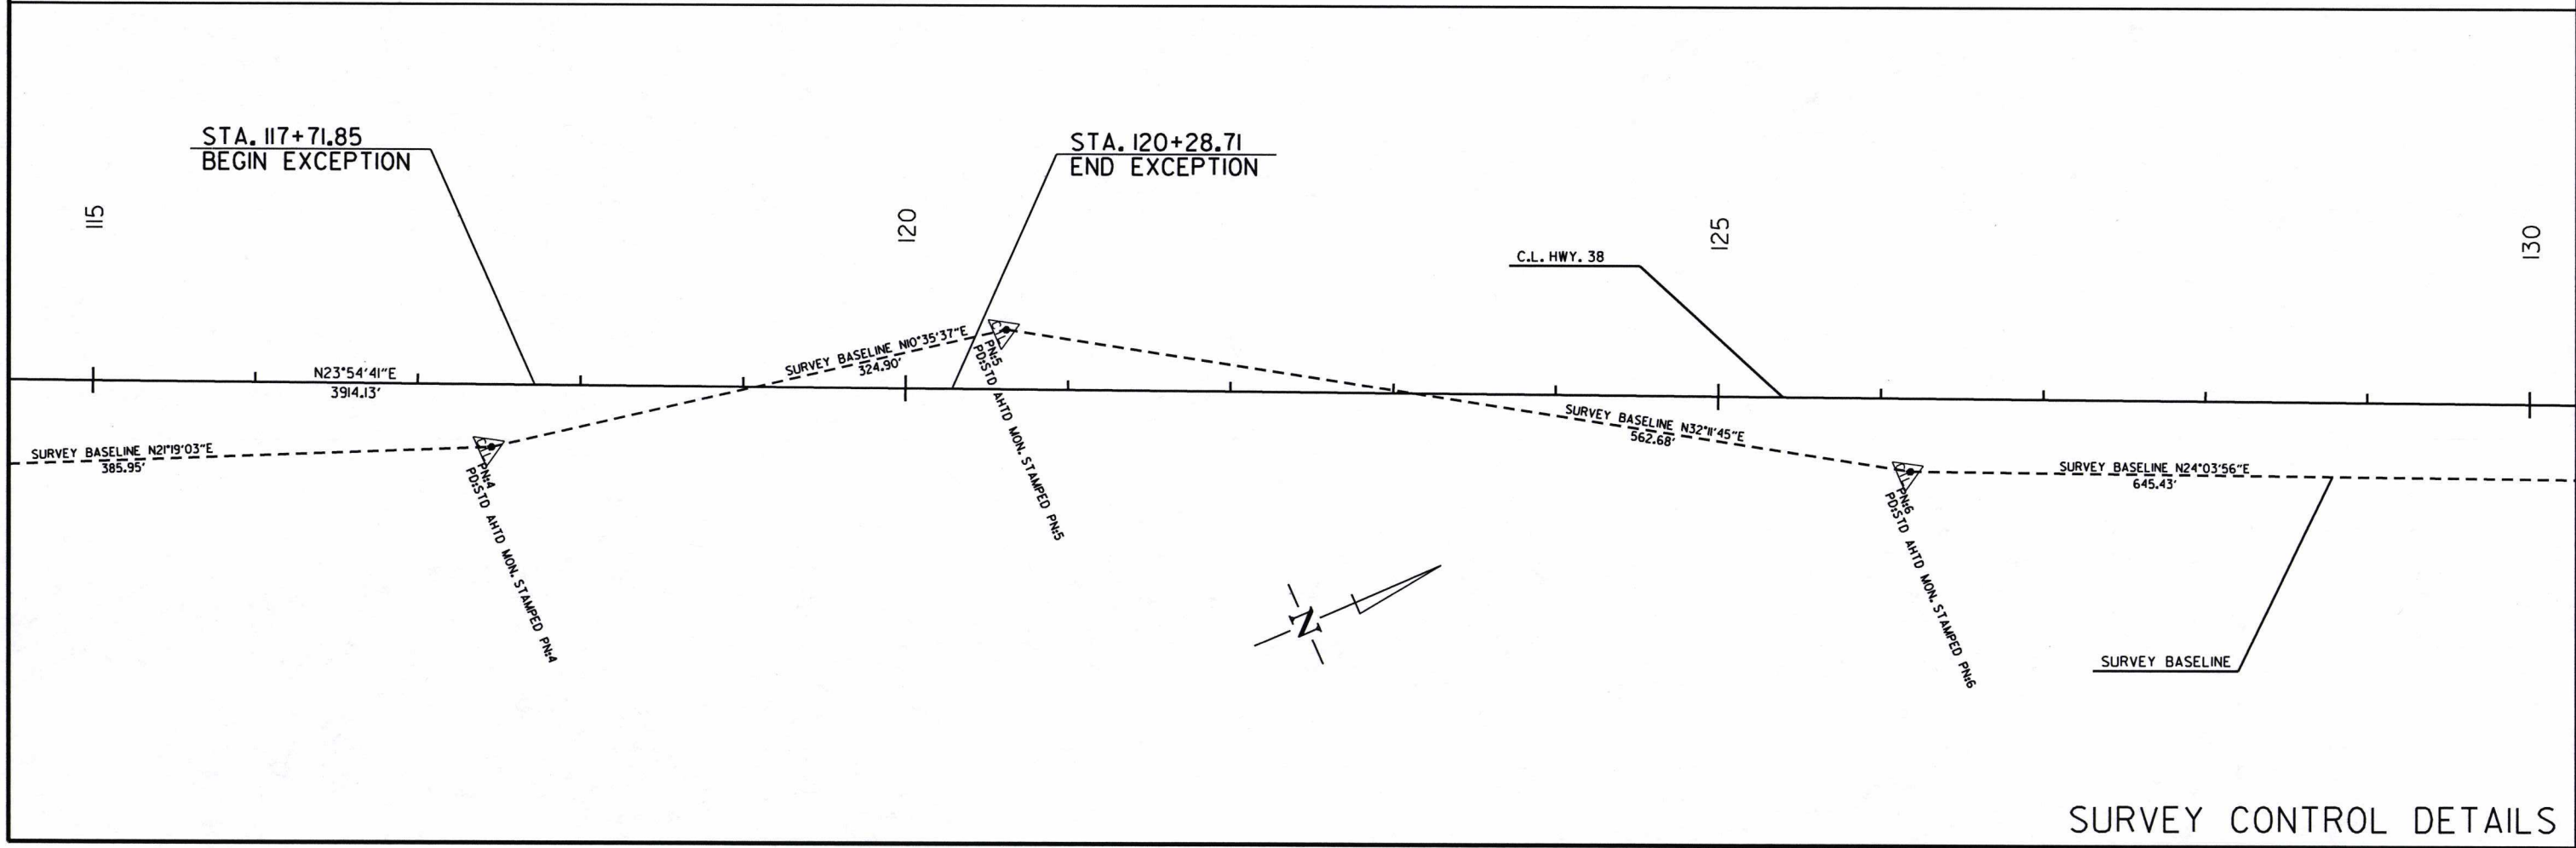 STA. 117+71.85
BEGIN EXCEPTION
STA. 120+28.71
END EXCEPTION
115
120
125
130
C.L. HWY. 38
N23°54'41"E
3914.13'
SURVEY BASELINE N10°35'37"E
324.90'
SURVEY BASELINE N21°19'03"E
385.95'
SURVEY BASELINE N32°11'45"E
562.68'
SURVEY BASELINE N24°03'56"E
645.43'
PN:4
PD:STD AHTD MON. STAMPED PN:4
PN:5
PD:STD AHTD MON. STAMPED PN:5
PN:6
PD:STD AHTD MON. STAMPED PN:6
N
SURVEY BASELINE
SURVEY CONTROL DETAILS